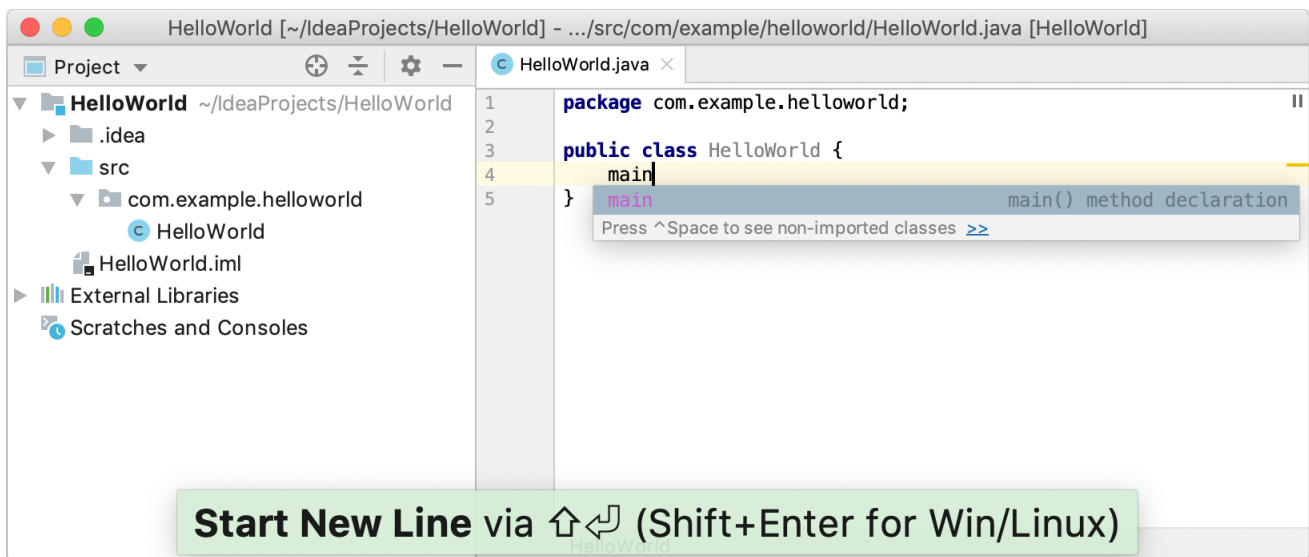 HelloWorld [~/IdeaProjects/HelloWorld] - .../src/com/example/helloworld/HelloWorld.java [HelloWorld]
Project
HelloWorld ~/IdeaProjects/HelloWorld
.idea
src
com.example.helloworld
C HelloWorld
HelloWorld.iml
External Libraries
Scratches and Consoles
C HelloWorld.java
1 package com.example.helloworld;
2
3 public class HelloWorld {
4 main
5 }
main main() method declaration
Press ^Space to see non-imported classes >>
Start New Line via ⇧⏎ (Shift+Enter for Win/Linux)
HelloWorld